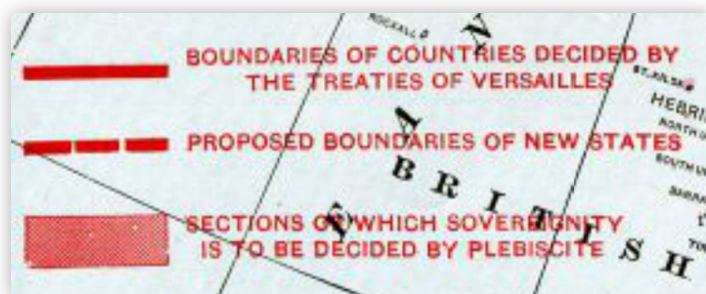 ROCKALL
BOUNDARIES OF COUNTRIES DECIDED BY
THE TREATIES OF VERSAILLES
PROPOSED BOUNDARIES OF NEW STATES
SECTIONS OF WHICH SOVEREIGNTY
IS TO BE DECIDED BY PLEBISCITE
BRITISH